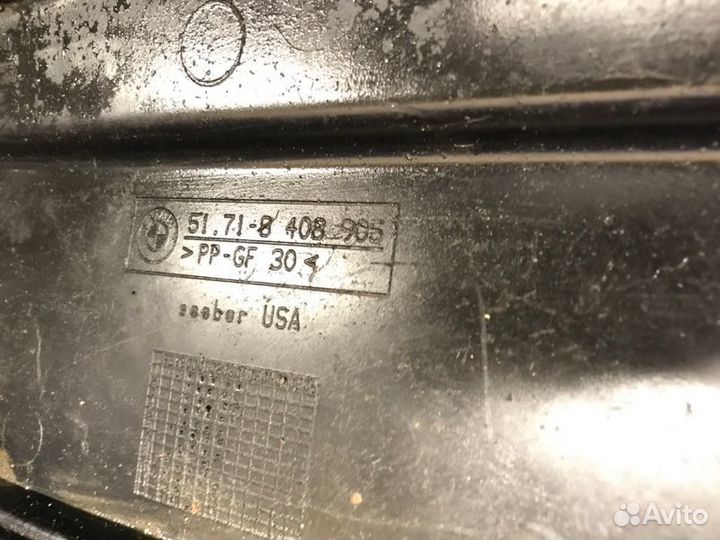 51.71-8 408 905
>PP-GF 30<
seeber USA
Avito